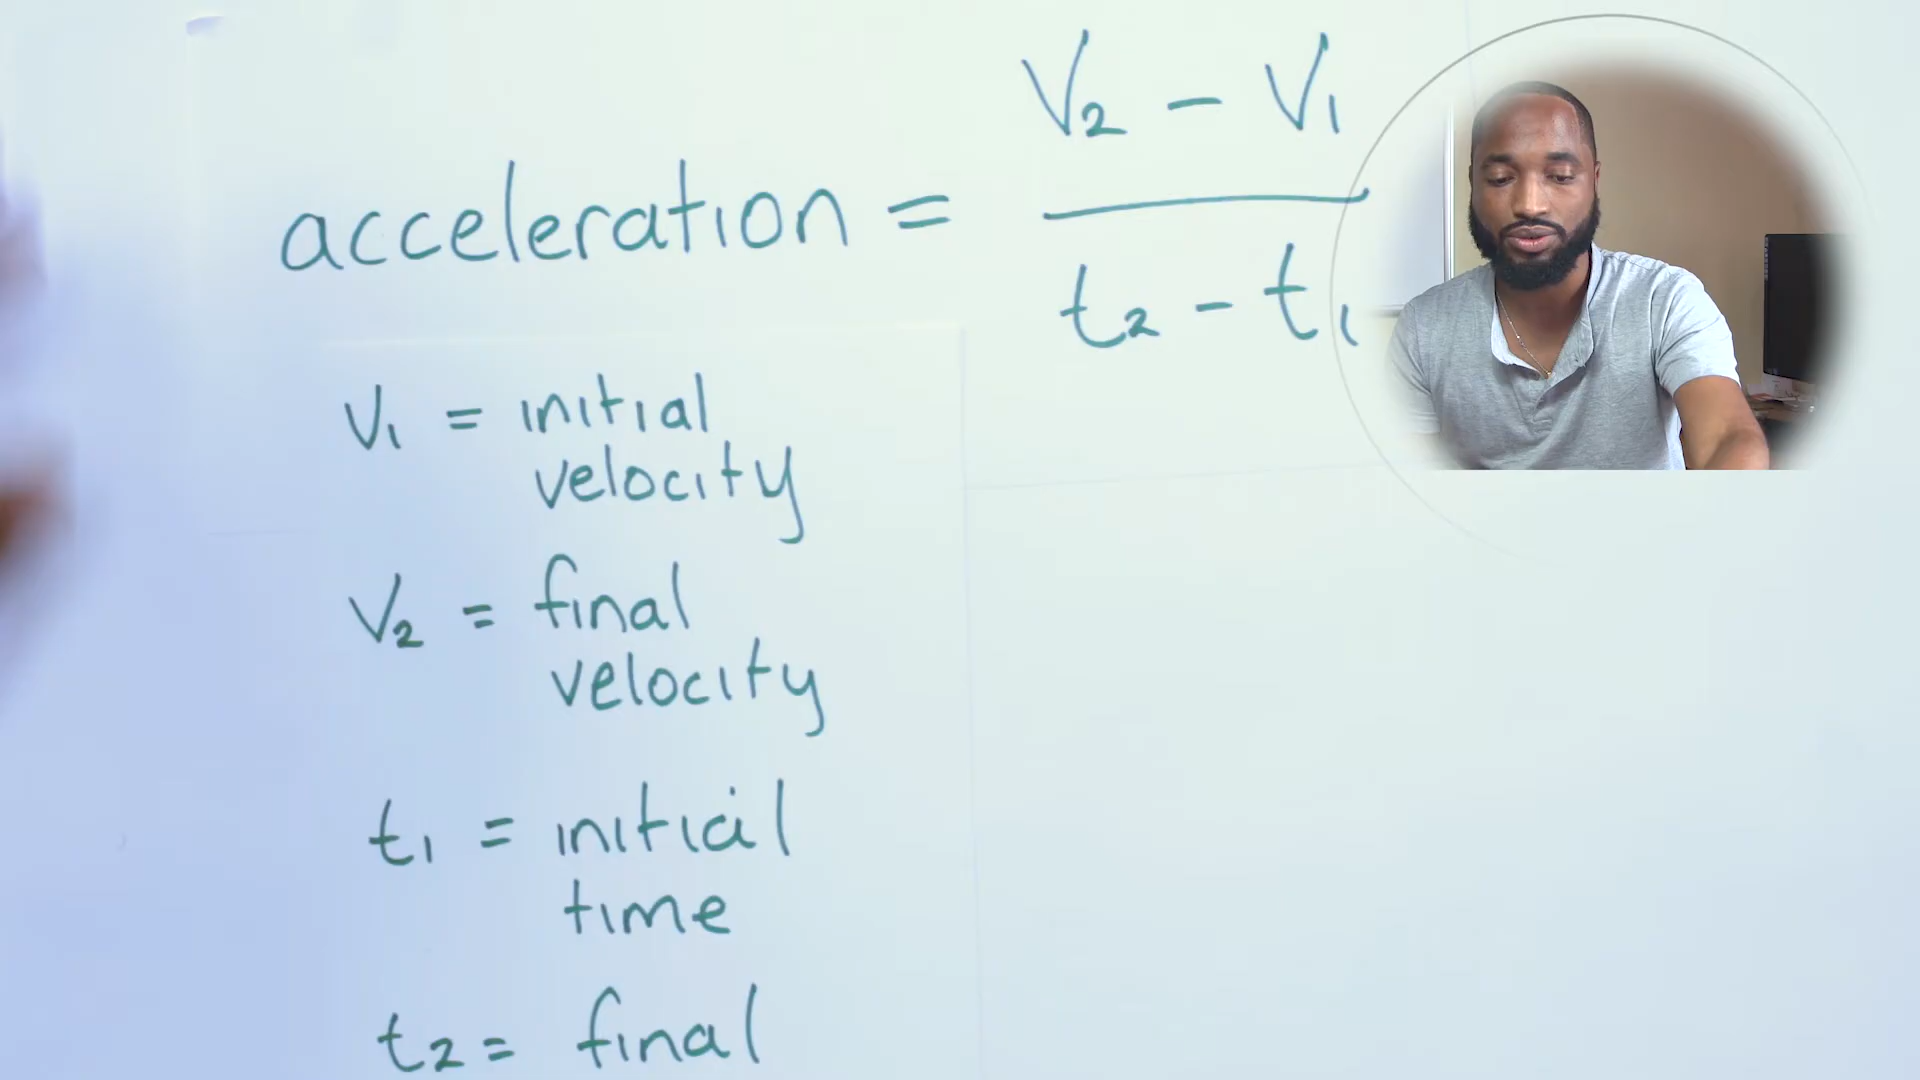 acceleration = V2 - V1 / t2 - t1
V1 = initial
velocity
V2 = final
velocity
t1 = initial
time
t2 = final